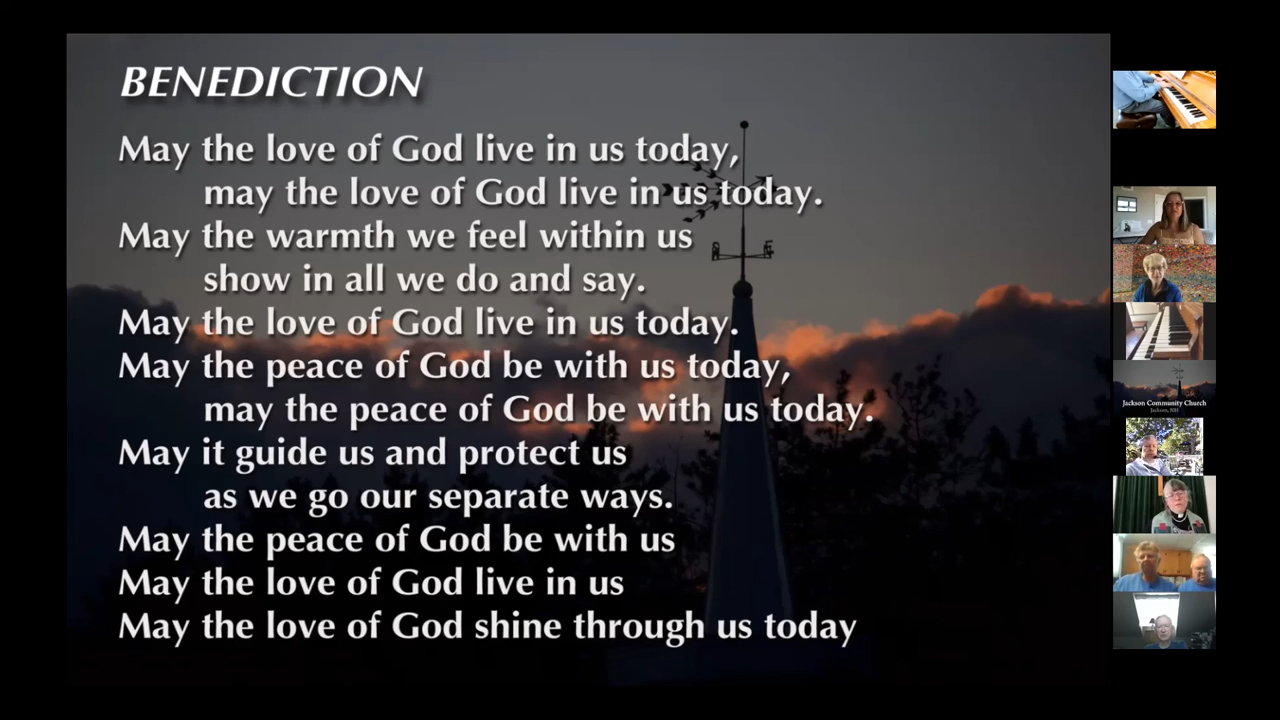 BENEDICTION
May the love of God live in us today,
may the love of God live in us today.
May the warmth we feel within us
show in all we do and say.
May the love of God live in us today.
May the peace of God be with us today,
may the peace of God be with us today.
May it guide us and protect us
as we go our separate ways.
May the peace of God be with us
May the love of God live in us
May the love of God shine through us today
Jackson Community Church
Jackson, NH